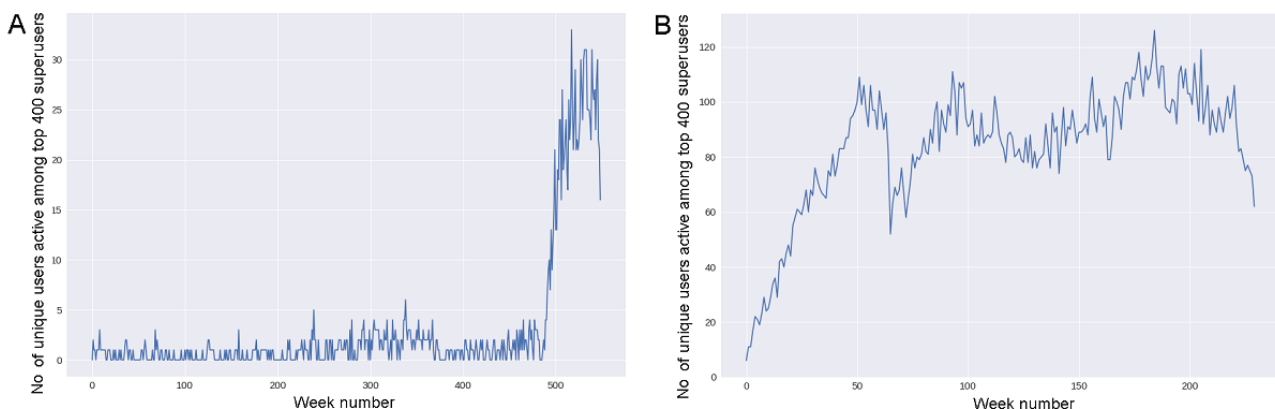 A
No of unique users active among top 400 superusers
30
25
20
15
10
5
0
0 100 200 300 400 500
Week number
B
No of unique users active among top 400 superusers
120
100
80
60
40
20
0
0 50 100 150 200
Week number